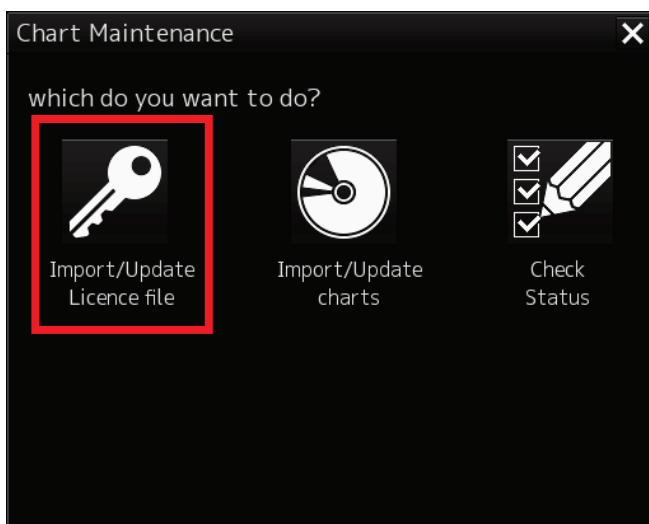 Chart Maintenance
which do you want to do?
Import/Update
Licence file
Import/Update
charts
Check
Status